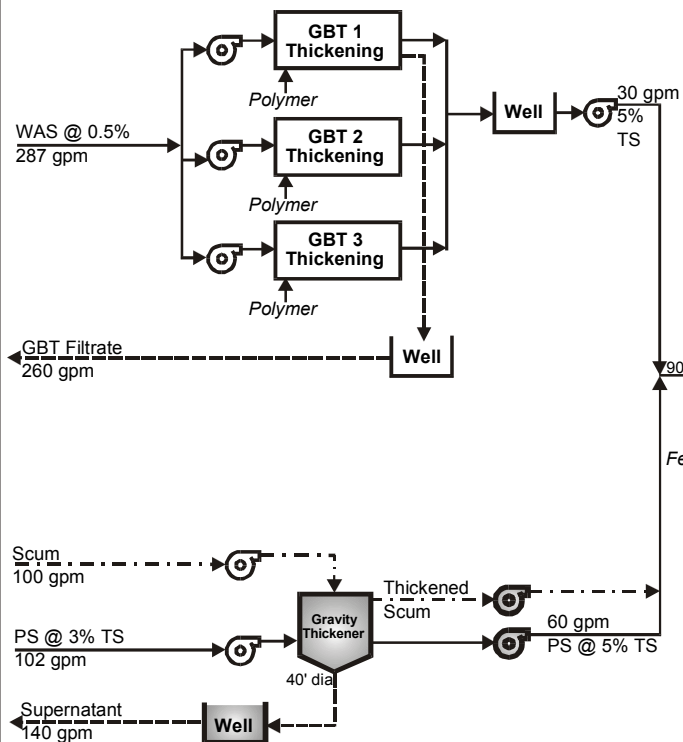 GBT 1
Thickening
Polymer
WAS @ 0.5%
287 gpm
GBT 2
Thickening
Polymer
GBT 3
Thickening
Polymer
Well
30 gpm
5%
TS
GBT Filtrate
260 gpm
Well
90
Fe
Scum
100 gpm
Thickened
Scum
Gravity
Thickener
PS @ 3% TS
102 gpm
60 gpm
PS @ 5% TS
40' dia
Supernatant
140 gpm
Well